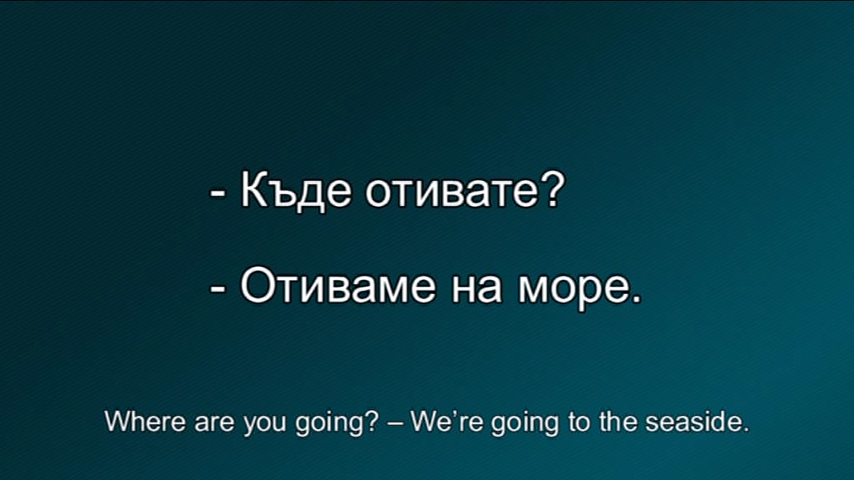 - Къде отивате?
- Отиваме на море.
Where are you going? – We’re going to the seaside.